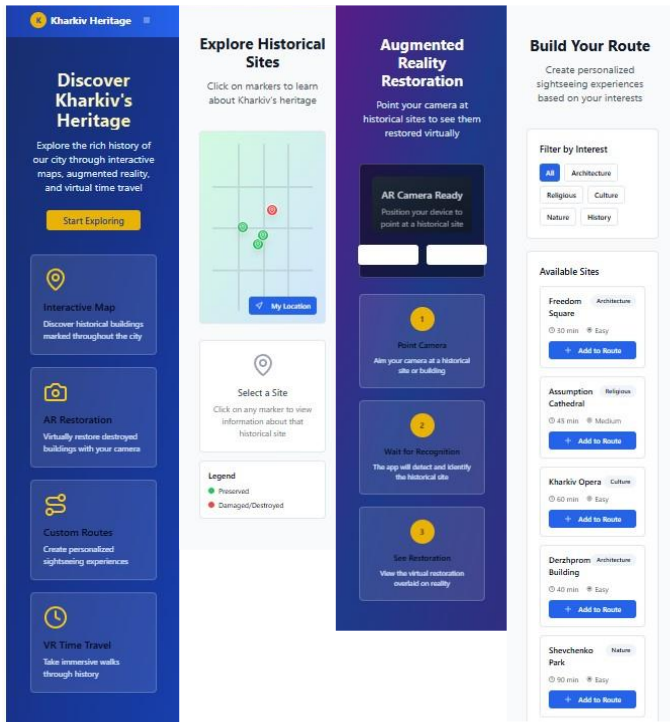 K Kharkiv Heritage
Discover
Kharkiv's
Heritage
Explore the rich history of
our city through interactive
maps, augmented reality,
and virtual time travel
Start Exploring
Interactive Map
Discover historical buildings
marked throughout the city
AR Restoration
Virtually restore destroyed
buildings with your camera
Custom Routes
Create personalized
sightseeing experiences
VR Time Travel
Take immersive walks
through history
Explore Historical
Sites
Click on markers to learn
about Kharkiv's heritage
My Location
Select a Site
Click on any marker to view
information about that
historical site
Legend
Preserved
Damaged/Destroyed
Augmented
Reality
Restoration
Point your camera at
historical sites to see them
restored virtually
AR Camera Ready
Position your device to
point at a historical site
1
Point Camera
Aim your camera at a historical
site or building
2
Wait for Recognition
The app will detect and identify
the historical site
3
See Restoration
View the virtual restoration
overlaid on reality
Build Your Route
Create personalized
sightseeing experiences
based on your interests
Filter by Interest
All Architecture
Religious Culture
Nature History
Available Sites
Freedom Architecture
Square
30 min Easy
+ Add to Route
Assumption Religious
Cathedral
45 min Medium
+ Add to Route
Kharkiv Opera Culture
60 min Easy
+ Add to Route
Derzhprom Architecture
Building
40 min Easy
+ Add to Route
Shevchenko Nature
Park
90 min Easy
+ Add to Route